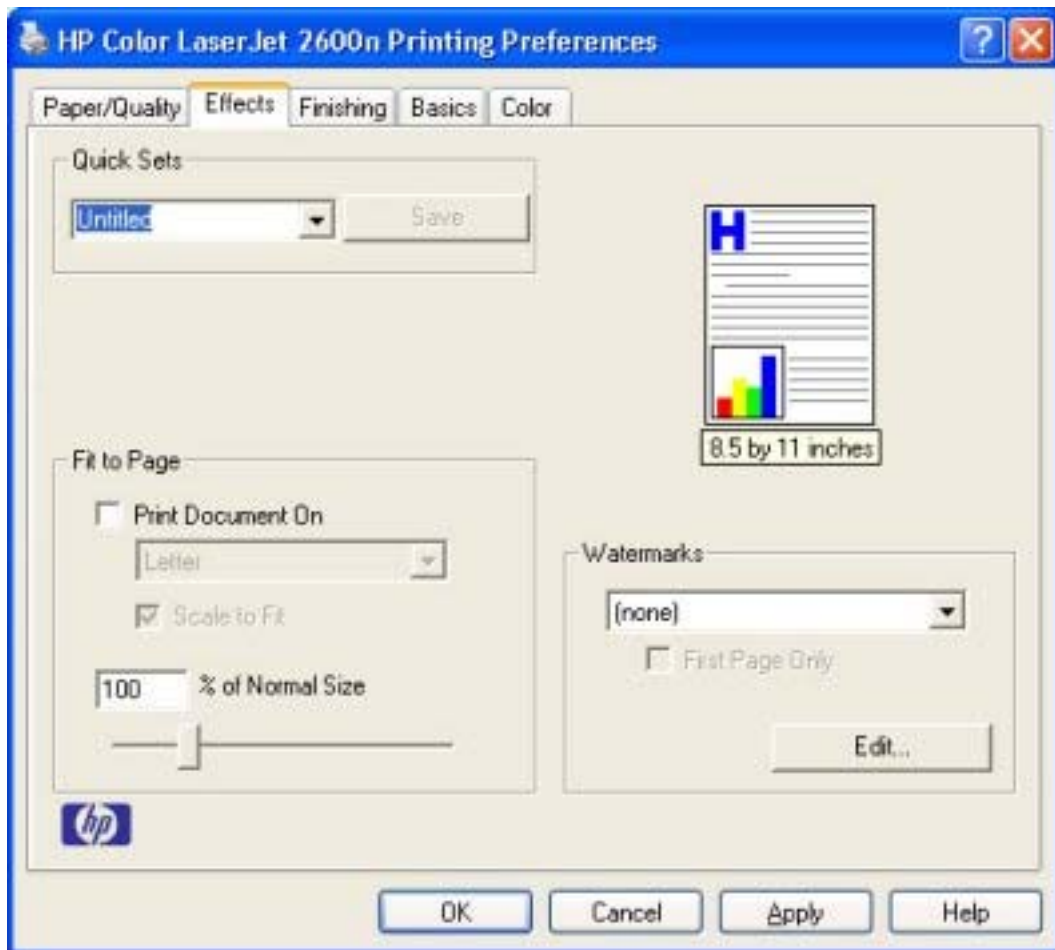 HP Color LaserJet 2600n Printing Preferences
Paper/Quality Effects Finishing Basics Color
Quick Sets
Untitled
Save
H
8.5 by 11 inches
Fit to Page
Print Document On
Letter
Scale to Fit
100 % of Normal Size
Watermarks
(none)
First Page Only
Edit...
hp
OK Cancel Apply Help